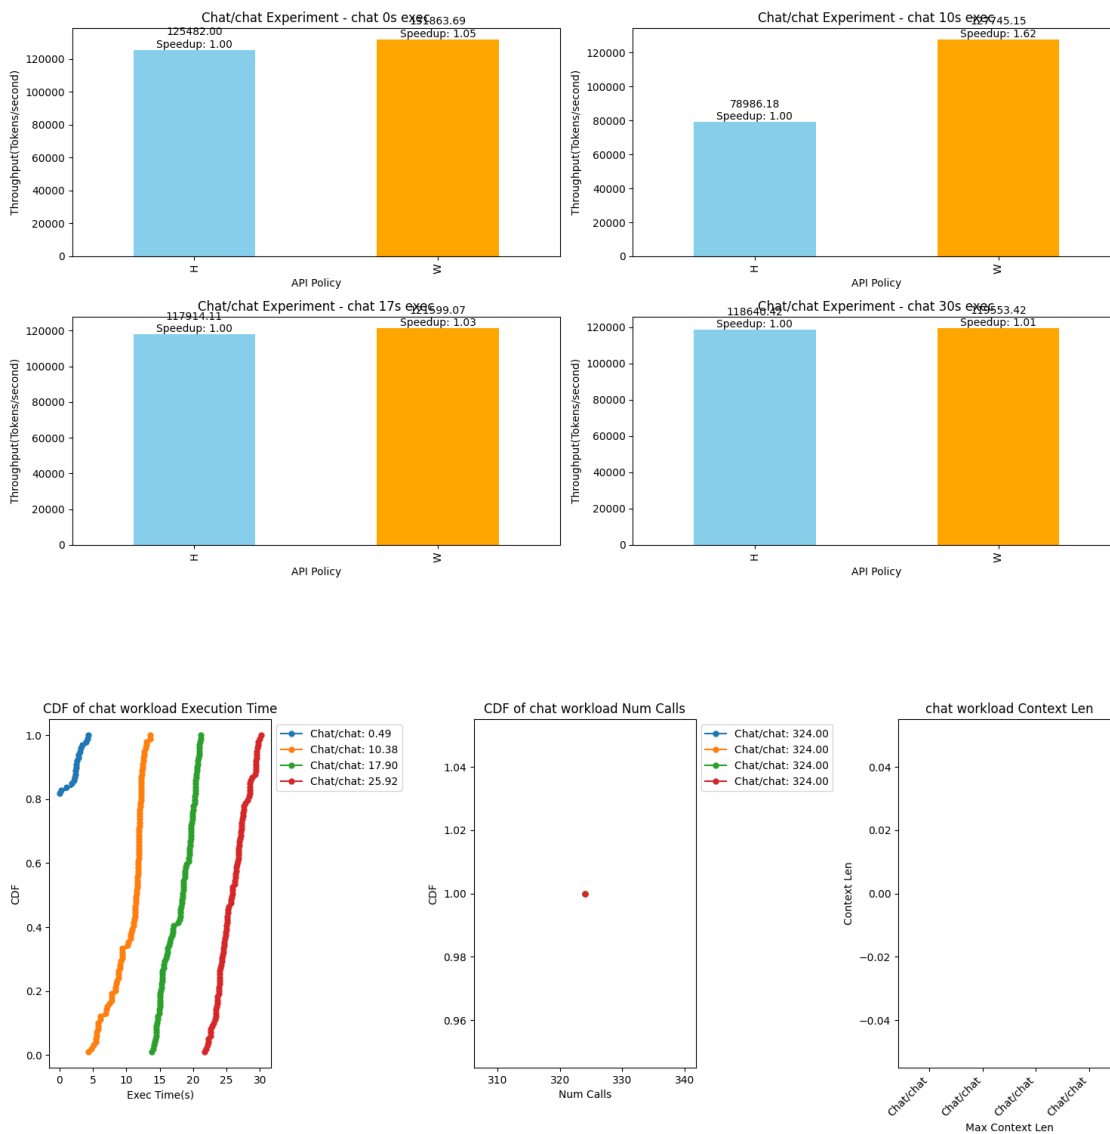 Chat/chat Experiment - chat 0s exec
125482.00
Speedup: 1.00
131863.69
Speedup: 1.05
120000
100000
80000
60000
40000
20000
0
Throughput(Tokens/second)
H
W
API Policy
Chat/chat Experiment - chat 10s exec
78986.18
Speedup: 1.00
127745.15
Speedup: 1.62
120000
100000
80000
60000
40000
20000
0
Throughput(Tokens/second)
H
W
API Policy
Chat/chat Experiment - chat 17s exec
117914.11
Speedup: 1.00
121599.07
Speedup: 1.03
120000
100000
80000
60000
40000
20000
0
Throughput(Tokens/second)
H
W
API Policy
Chat/chat Experiment - chat 30s exec
118640.42
Speedup: 1.00
119553.42
Speedup: 1.01
120000
100000
80000
60000
40000
20000
0
Throughput(Tokens/second)
H
W
API Policy
CDF of chat workload Execution Time
1.0
0.8
0.6
0.4
0.2
0.0
CDF
0 5 10 15 20 25 30
Exec Time(s)
Chat/chat: 0.49
Chat/chat: 10.38
Chat/chat: 17.90
Chat/chat: 25.92
CDF of chat workload Num Calls
1.04
1.02
1.00
0.98
0.96
CDF
310 320 330 340
Num Calls
Chat/chat: 324.00
Chat/chat: 324.00
Chat/chat: 324.00
Chat/chat: 324.00
chat workload Context Len
0.04
0.02
0.00
−0.02
−0.04
Context Len
Chat/chat
Chat/chat
Chat/chat
Chat/chat
Max Context Len